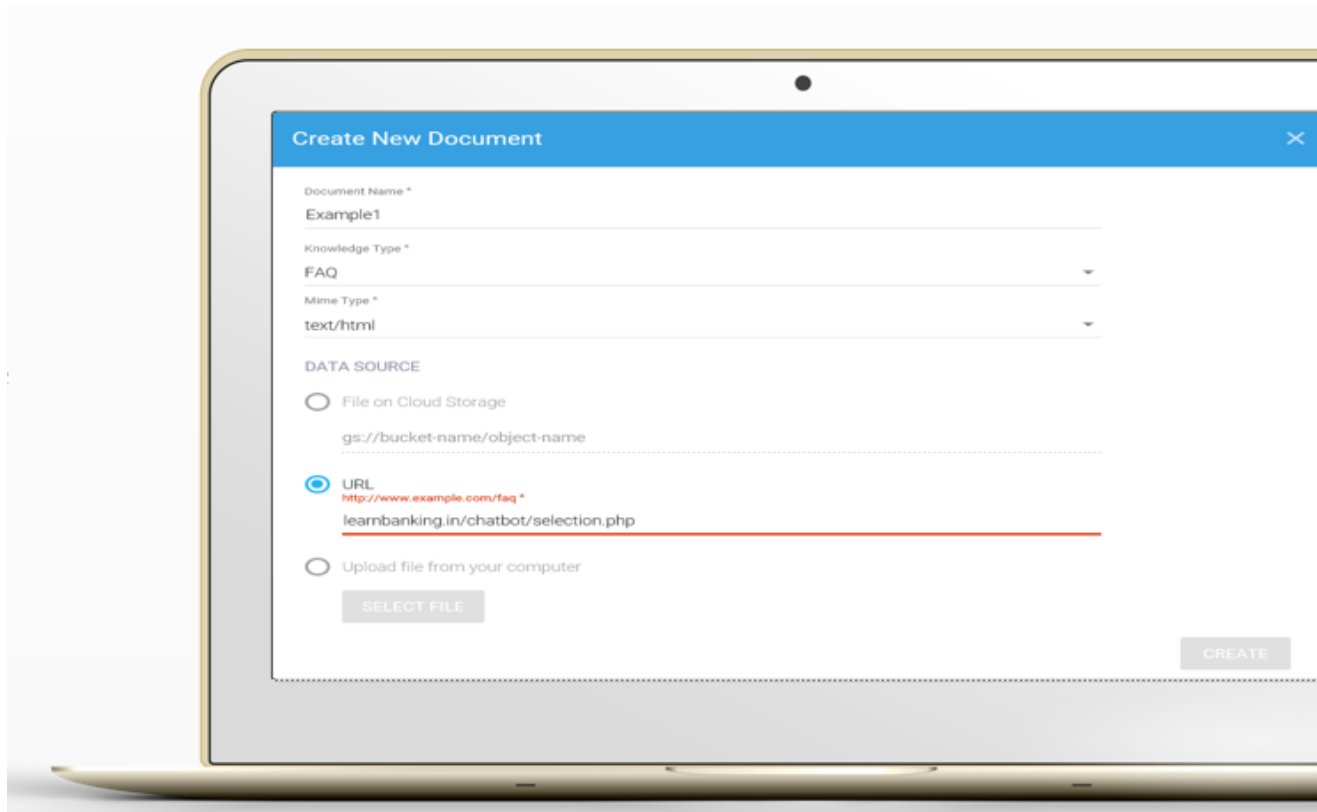 Create New Document
Document Name *
Example1
Knowledge Type *
FAQ
Mime Type *
text/html
DATA SOURCE
File on Cloud Storage
gs://bucket-name/object-name
URL
http://www.example.com/faq *
learnbanking.in/chatbot/selection.php
Upload file from your computer
SELECT FILE
CREATE